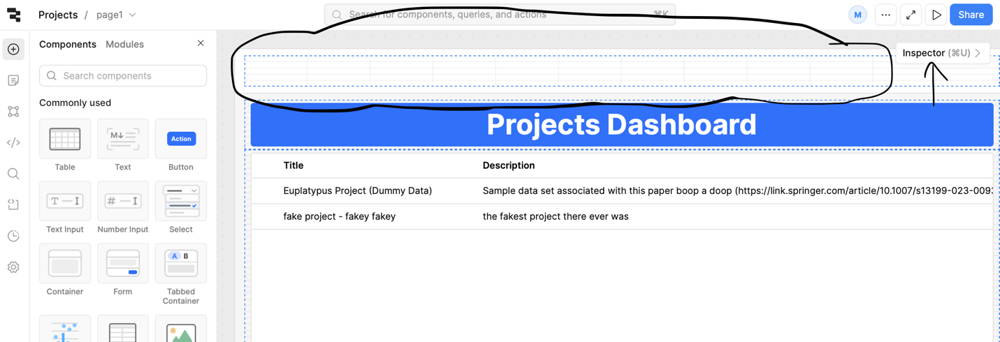 Projects / page1
Search for components, queries, and actions ⌘K
M
Share
Components Modules
Inspector (⌘U)
Search components
Commonly used
M↓
Action
Table Text Button
T — I
# — I
Text Input Number Input Select
A B
Container Form Tabbed Container
Projects Dashboard
Title Description
Euplatypus Project (Dummy Data) Sample data set associated with this paper boop a doop (https://link.springer.com/article/10.1007/s13199-023-009
fake project - fakey fakey the fakest project there ever was